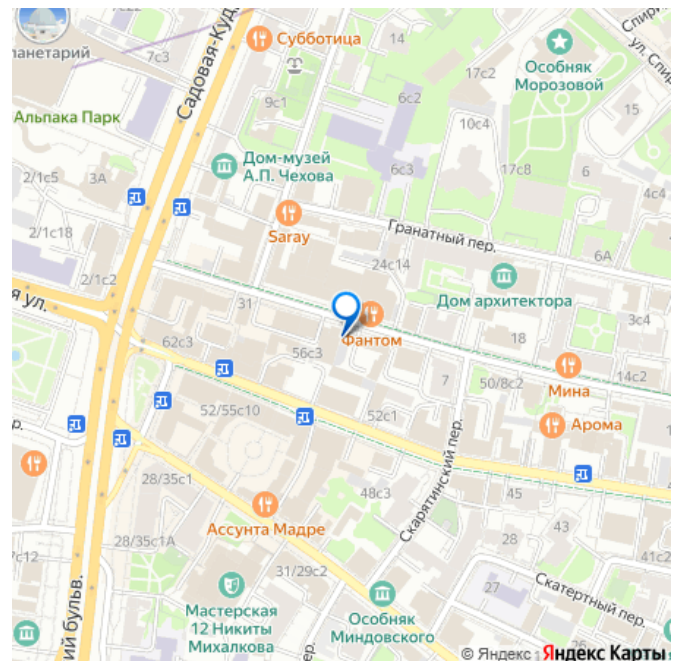 Субботица
14
7с3
ланетарий
Садовая-Куд.
17с2
Особняк
Морозовой
ул. Спи
9с1
6с2
15
Альпака Парк
10с4
Дом-музей
А.П. Чехова
6с3
17с8
6
2/1с5
3А
4с4
Saray
Гранатный пер.
2/1с18
6А
24с14
2/1с2
Дом архитектора
я ул.
31
3с4
Фантом
18
62с3
56с3
7
50/8с2
14с2
Мина
52/55с10
52с1
Арома
р.
Скарятинский пер.
28/35с1
48с3
45
Ассунта Мадре
43
28
28/35с1А
41с2
7с12
31/29с2
27
Скатертный пер.
Мастерская
12 Никиты
Михалкова
Особняк
Миндовского
ий бульв.
пер.
© Яндекс
Яндекс Карты